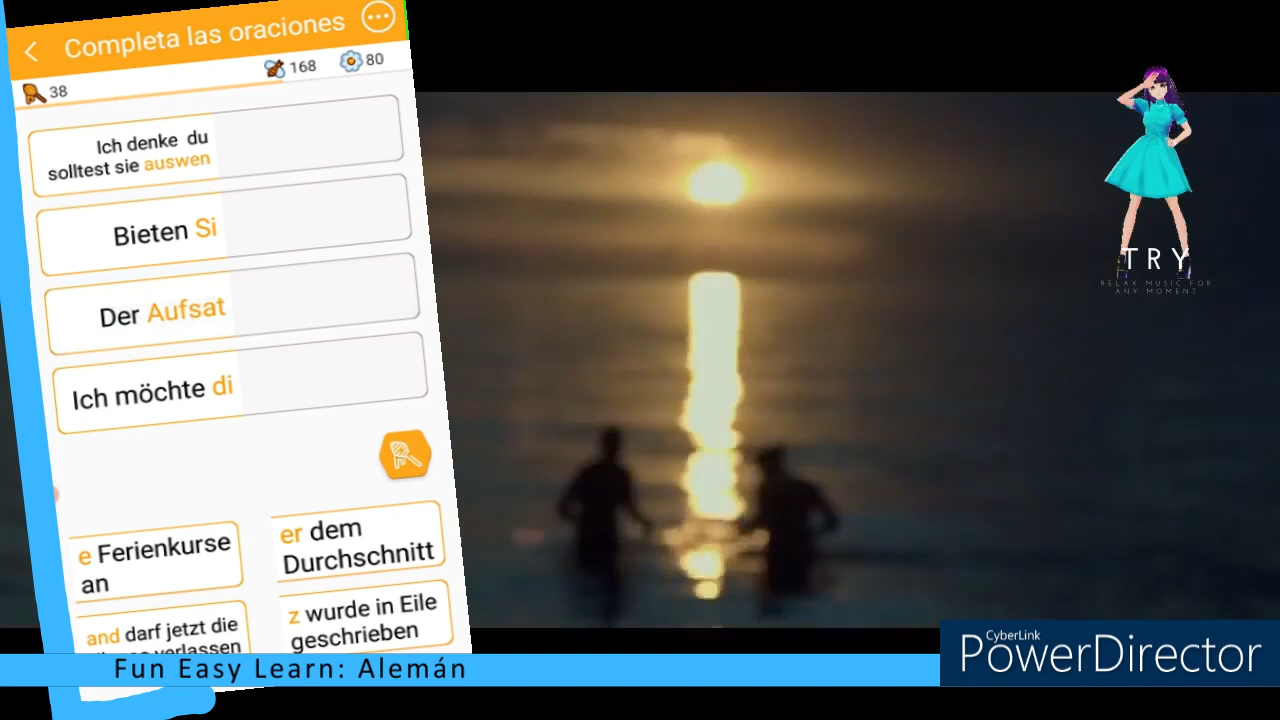 Completa las oraciones
38
168
80
Ich denke du
solltest sie auswen
Bieten Si
Der Aufsat
Ich möchte di
e Ferienkurse
an
er dem
Durchschnitt
and darf jetzt die
verlassen
z wurde in Eile
geschrieben
TRY
RELAX MUSIC FOR
ANY MOMENT
Fun Easy Learn: Alemán
CyberLink
PowerDirector